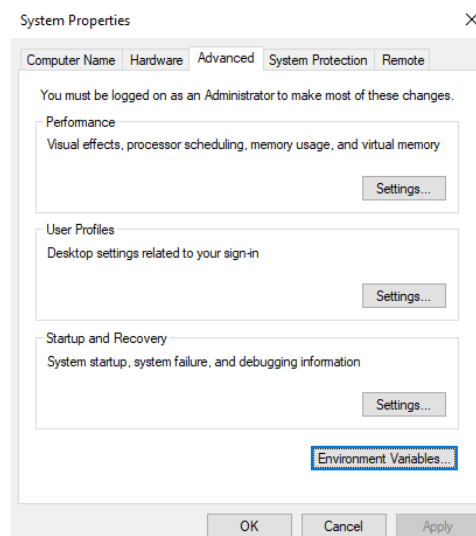 System Properties
Computer Name Hardware Advanced System Protection Remote
You must be logged on as an Administrator to make most of these changes.
Performance
Visual effects, processor scheduling, memory usage, and virtual memory
Settings...
User Profiles
Desktop settings related to your sign-in
Settings...
Startup and Recovery
System startup, system failure, and debugging information
Settings...
Environment Variables...
OK Cancel Apply